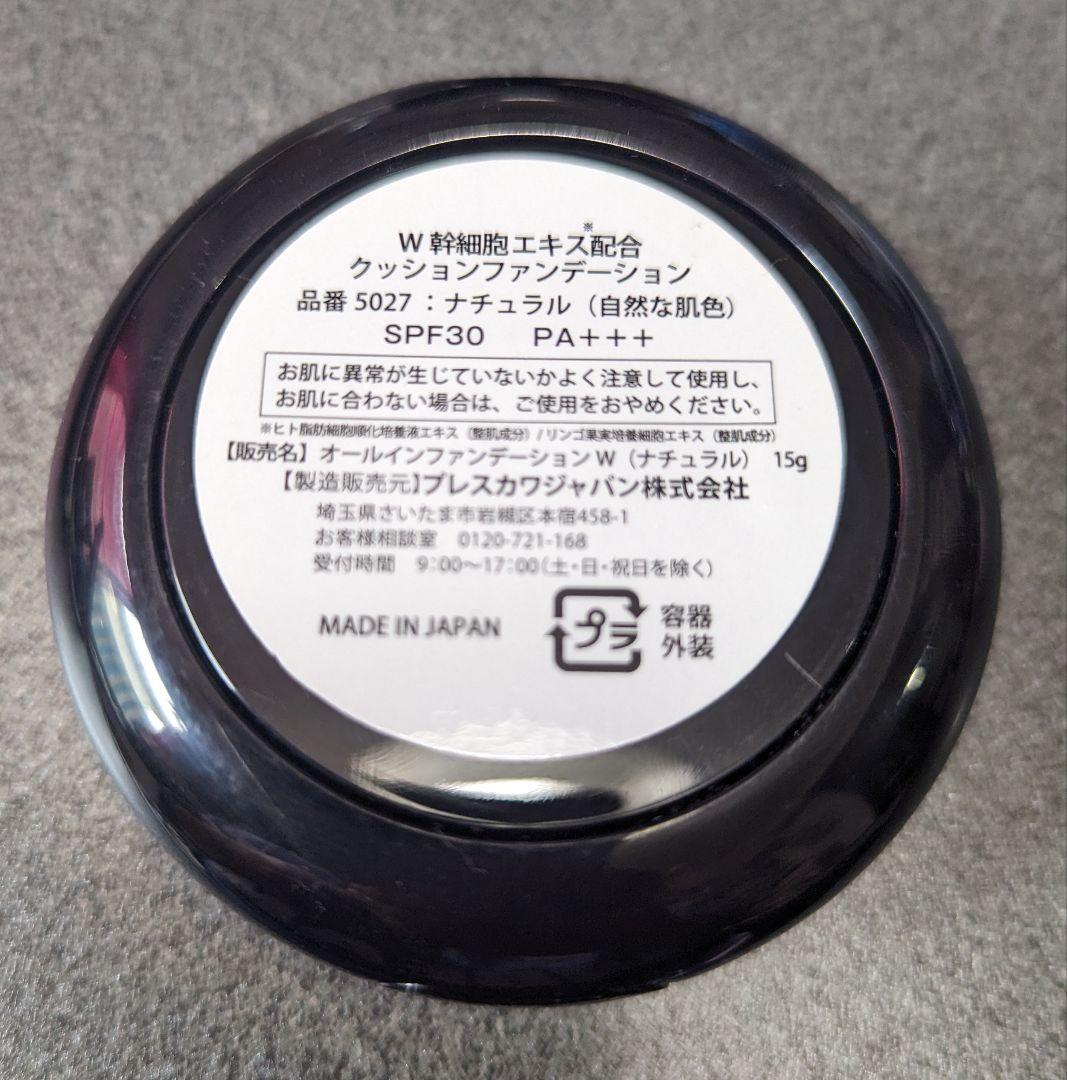 W 幹細胞エキス※配合
クッションファンデーション
品番 5027 ：ナチュラル（自然な肌色）
SPF30 PA+++
お肌に異常が生じていないかよく注意して使用し、
お肌に合わない場合は、ご使用をおやめください。
※ヒト脂肪細胞順化培養液エキス（整肌成分）/リンゴ果実培養細胞エキス（整肌成分）
【販売名】オールインファンデーション W（ナチュラル） 15g
【製造販売元】プレスカワジャパン株式会社
埼玉県さいたま市岩槻区本宿458-1
お客様相談室 0120-721-168
受付時間 9:00〜17:00（土・日・祝日を除く）
MADE IN JAPAN
プラ
容器
外装